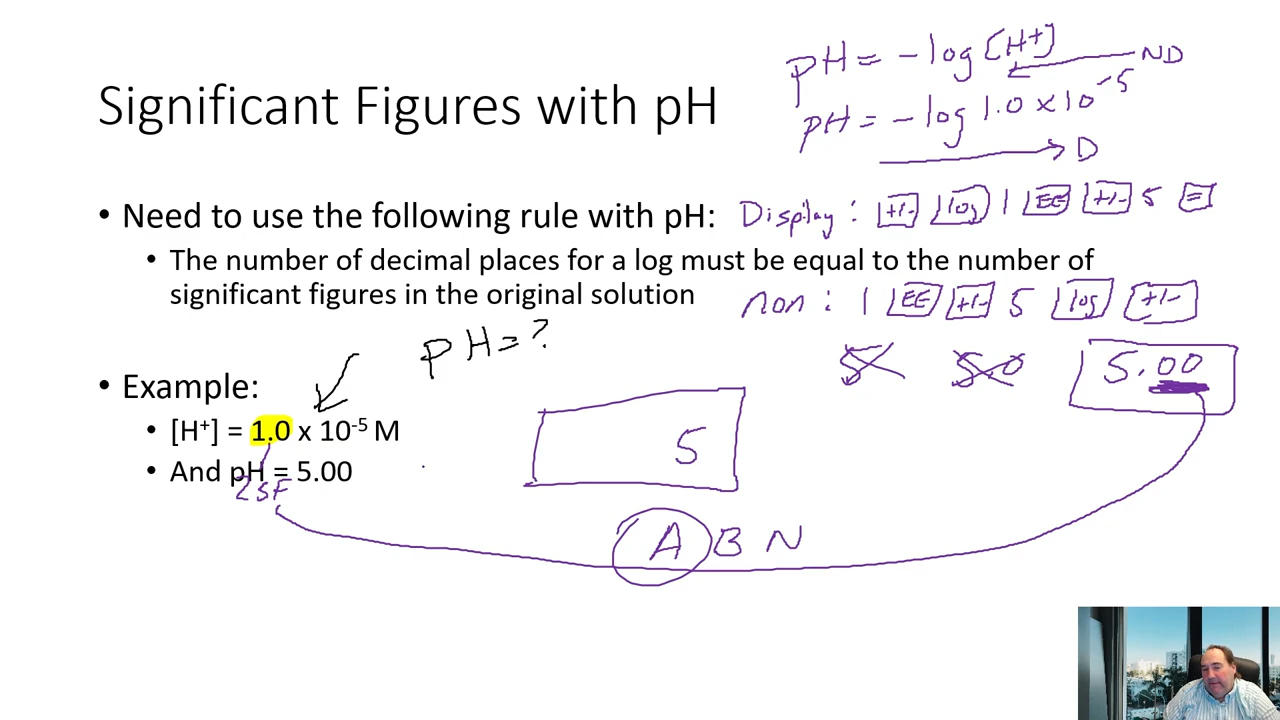 pH = -log [H+] ND
Significant Figures with pH
pH = -log 1.0 x 10-5
D
• Need to use the following rule with pH:
Display: +/- log 1 EE +/- 5 =
• The number of decimal places for a log must be equal to the number of
significant figures in the original solution
non: 1 EE +/- 5 log +/-
pH = ?
5 5.0 5.00
• Example:
• [H+] = 1.0 x 10-5 M
5
• And pH = 5.00
2SF
A B N